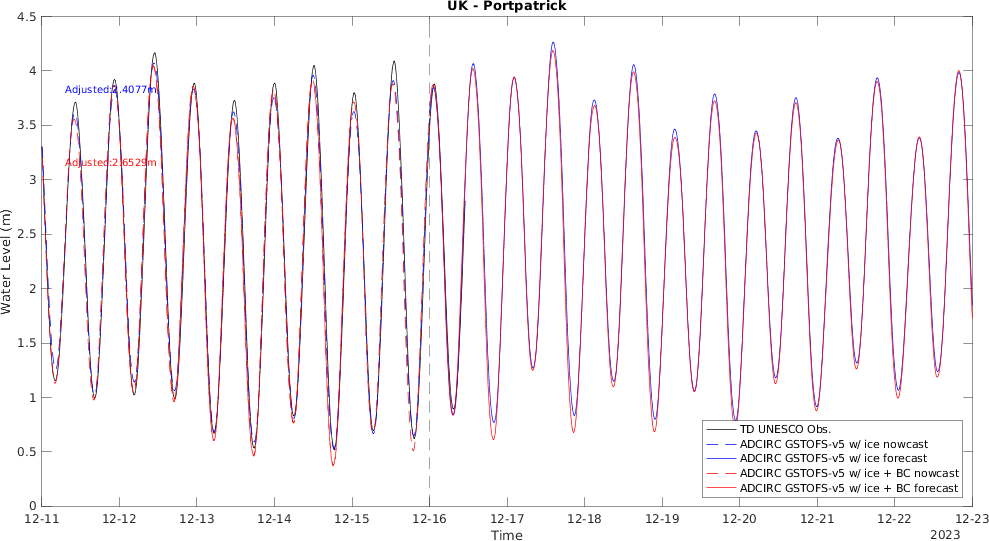 UK - Portpatrick
Water Level (m)
4.5
4
3.5
3
2.5
2
1.5
1
0.5
0
Adjusted:2.4077m
Adjusted:2.6529m
TD UNESCO Obs.
ADCIRC GSTOFS-v5 w/ ice nowcast
ADCIRC GSTOFS-v5 w/ ice forecast
ADCIRC GSTOFS-v5 w/ ice + BC nowcast
ADCIRC GSTOFS-v5 w/ ice + BC forecast
12-11 12-12 12-13 12-14 12-15 12-16 12-17 12-18 12-19 12-20 12-21 12-22 12-23
Time
2023